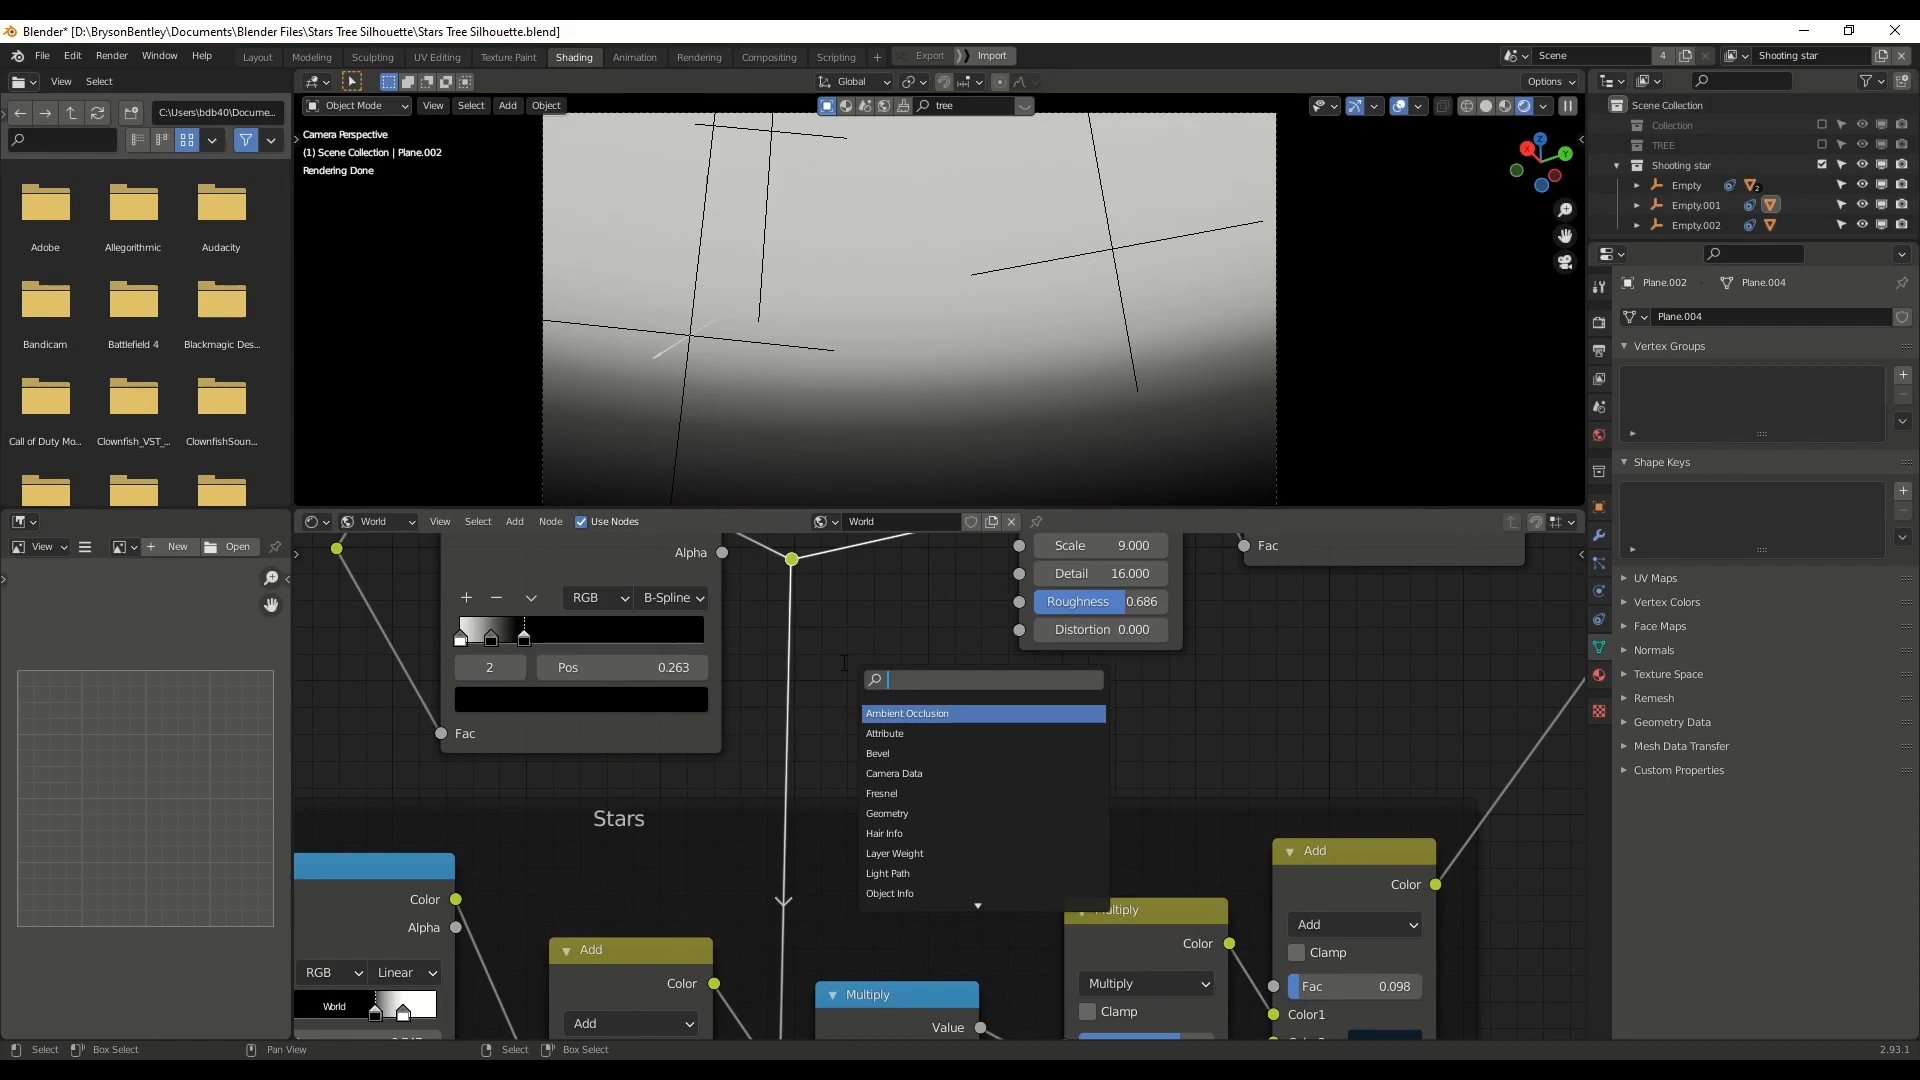 Blender* [D:\BrysonBentley\Documents\Blender Files\Stars Tree Silhouette\Stars Tree Silhouette.blend]
File Edit Render Window Help
Layout Modeling Sculpting UV Editing Texture Paint Shading Animation Rendering Compositing Scripting + Export Import
Scene 4
Shooting star
View Select
Global
Options
C:\Users\bdb40\Docume...
Object Mode View Select Add Object
tree
Camera Perspective
(1) Scene Collection | Plane.002
Rendering Done
X Y Z
Adobe Allegorithmic Audacity
Bandicam Battlefield 4 Blackmagic Des...
Call of Duty Mo... Clownfish_VST_... ClownfishSoun...
Scene Collection
Collection
TREE
Shooting star
Empty 2
Empty.001
Empty.002
Plane.002 Plane.004
Plane.004
Vertex Groups
Shape Keys
UV Maps
Vertex Colors
Face Maps
Normals
Texture Space
Remesh
Geometry Data
Mesh Data Transfer
Custom Properties
View New Open
World View Select Add Node Use Nodes World
Alpha
RGB B-Spline
2 Pos 0.263
Fac
Scale 9.000
Detail 16.000
Roughness 0.686
Distortion 0.000
Fac
Ambient Occlusion
Attribute
Bevel
Camera Data
Fresnel
Geometry
Hair Info
Layer Weight
Light Path
Object Info
Stars
Color
Alpha
RGB Linear
World
Add
Color
Add
Multiply
Value
Multiply
Color
Multiply
Clamp
Add
Color
Add
Clamp
Fac 0.098
Color1
Select Box Select Pan View Select Box Select
2.93.1